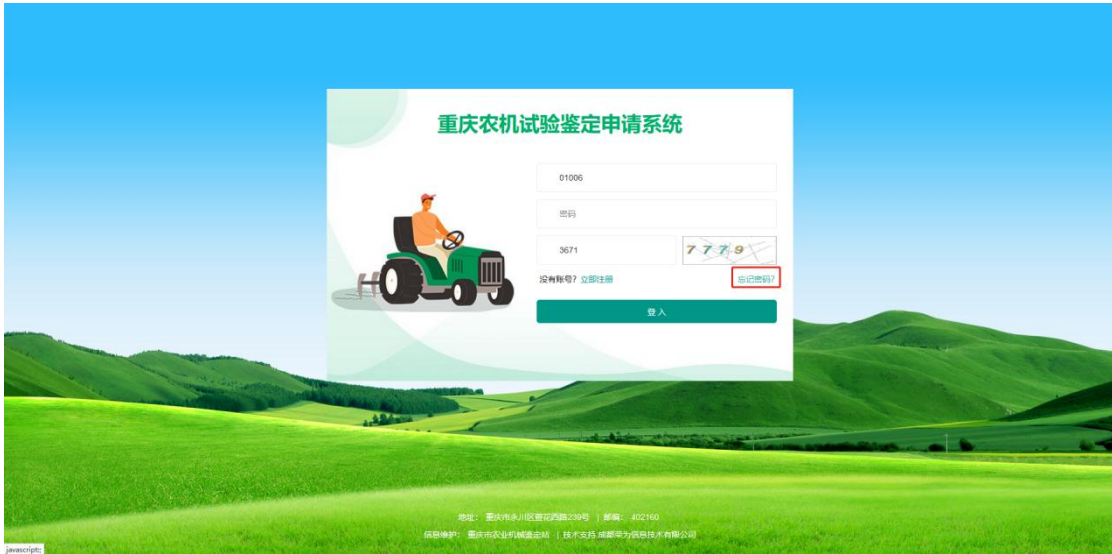 重庆农机试验鉴定申请系统
01006
密码
3671
7779
没有账号？立即注册
忘记密码?
登入
地址： 重庆市永川区萱花西路239号 | 邮编： 402160
信息维护： 重庆市农业机械鉴定站 | 技术支持:成都荣为信息技术有限公司
javascript:;